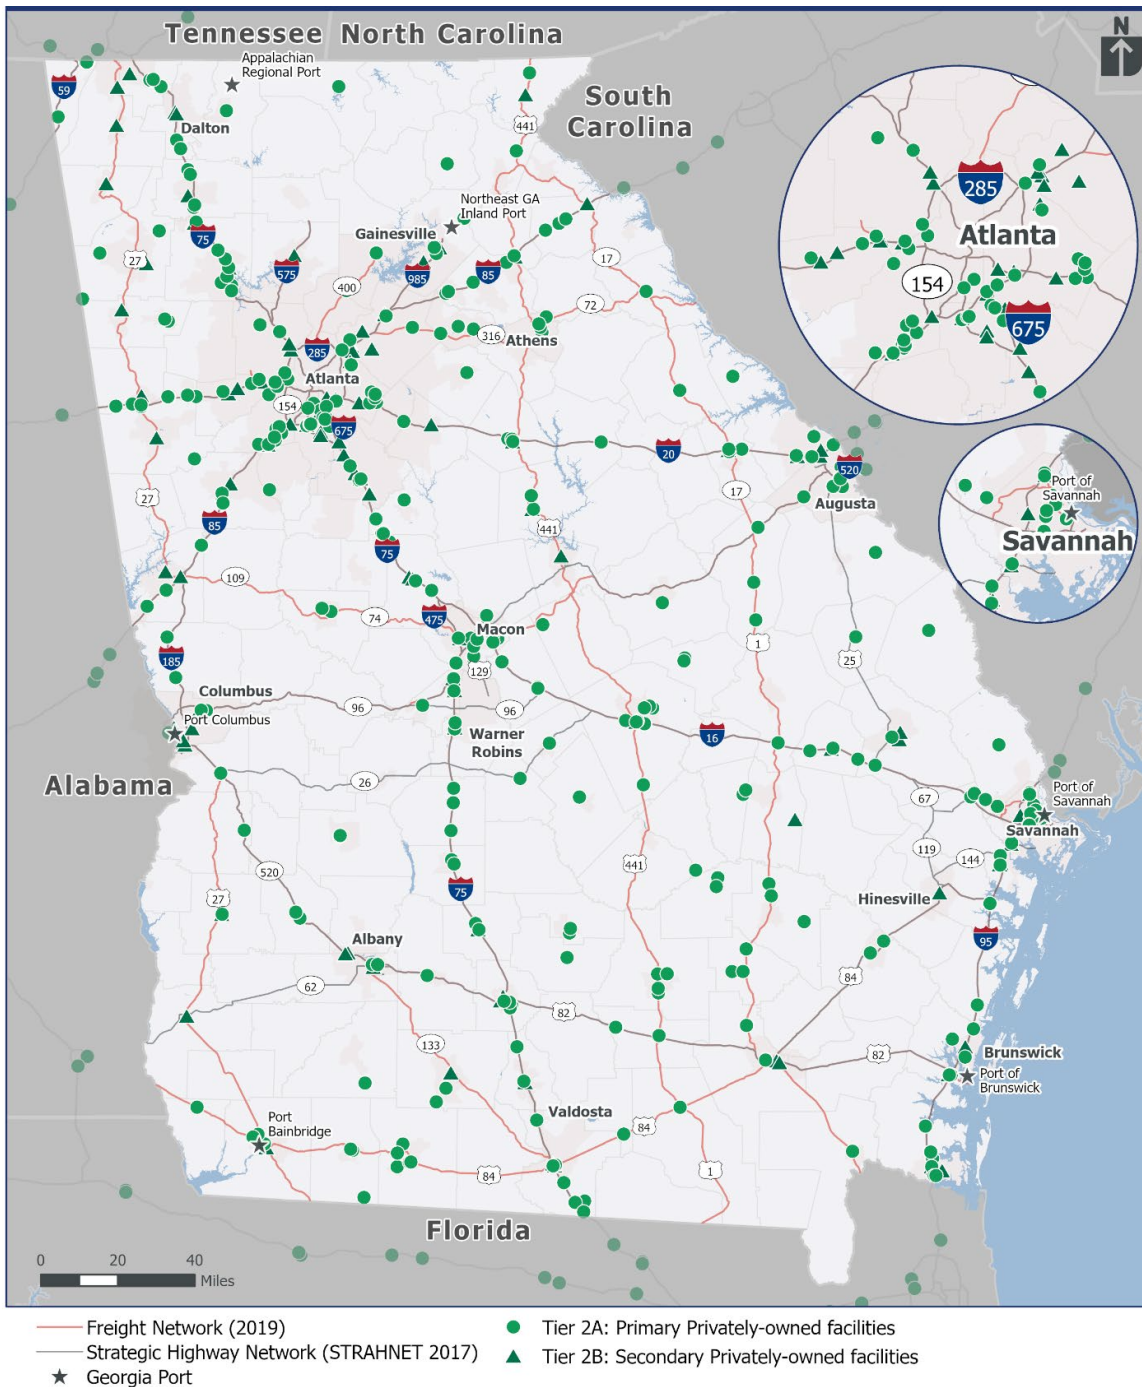 Tennessee North Carolina
N
Appalachian
Regional Port
59
South
Carolina
441
Dalton
285
Northeast GA
Inland Port
Gainesville
75
Atlanta
27
575
985
85
17
400
154
72
675
316
Athens
285
Atlanta
154
675
20
520
Port of
Savannah
27
17
Augusta
85
441
Savannah
75
109
475
74
Macon
1
185
129
25
Columbus
96
96
Port Columbus
Warner
Robins
16
Alabama
26
67
Port of
Savannah
Savannah
119
144
441
520
75
27
Hinesville
Albany
95
84
62
82
133
82
Brunswick
Port of
Brunswick
Port
Bainbridge
Valdosta
84
84
1
Florida
0 20 40
Miles
Freight Network (2019)
Strategic Highway Network (STRAHNET 2017)
Georgia Port
Tier 2A: Primary Privately-owned facilities
Tier 2B: Secondary Privately-owned facilities